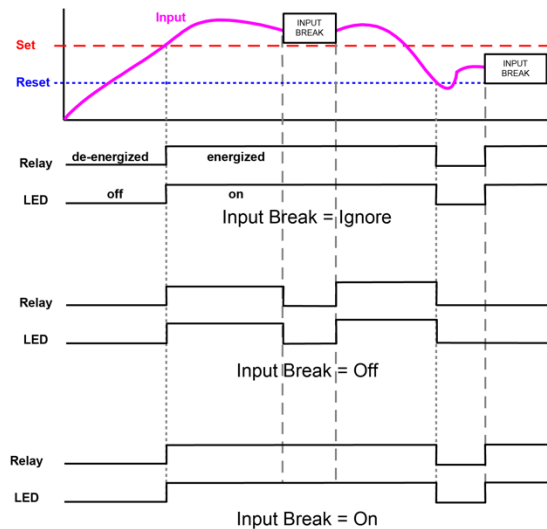 Input
INPUT
BREAK
Set
INPUT
BREAK
Reset
de-energized
energized
Relay
off
on
LED
Input Break = Ignore
Relay
LED
Input Break = Off
Relay
LED
Input Break = On